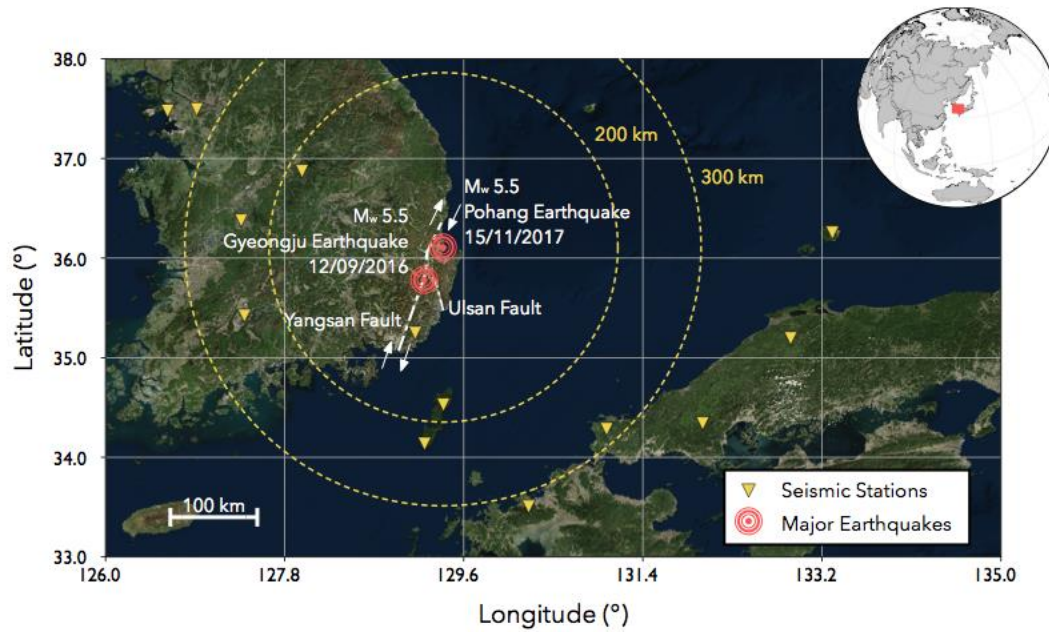 38.0
37.0
36.0
35.0
34.0
33.0
Latitude (°)
126.0
127.8
129.6
131.4
133.2
135.0
Longitude (°)
200 km
300 km
Mw 5.5
Gyeongju Earthquake
12/09/2016
Mw 5.5
Pohang Earthquake
15/11/2017
Ulsan Fault
Yangsan Fault
100 km
Seismic Stations
Major Earthquakes